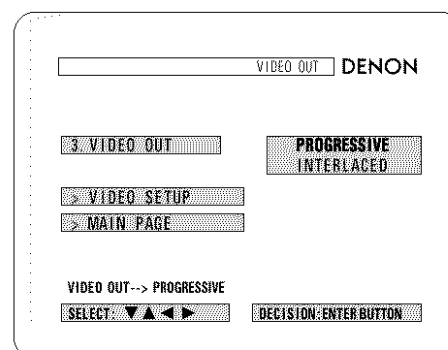 VIDEO OUT DENON
3. VIDEO OUT PROGRESSIVE
INTERLACED
> VIDEO SETUP
> MAIN PAGE
VIDEO OUT--> PROGRESSIVE
SELECT: ▼▲◄► DECISION:ENTER BUTTON